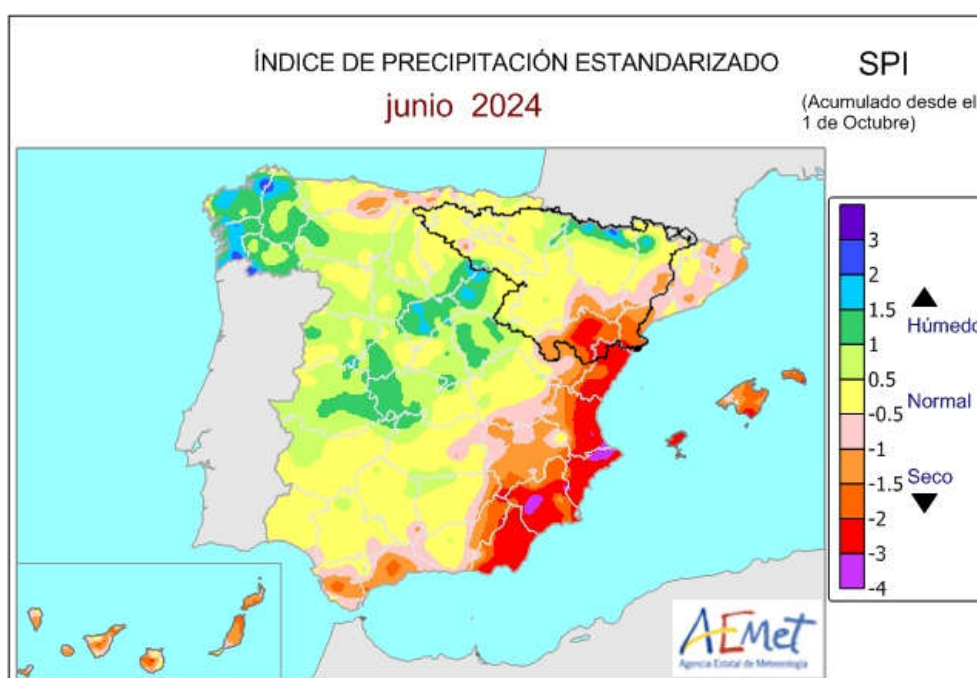 ÍNDICE DE PRECIPITACIÓN ESTANDARIZADO
SPI
junio 2024
(Acumulado desde el
1 de Octubre)
3
2
1.5
1
0.5
-0.5
-1
-1.5
-2
-3
-4
Húmedo
Normal
Seco
AEMet
Agencia Estatal de Meteorología